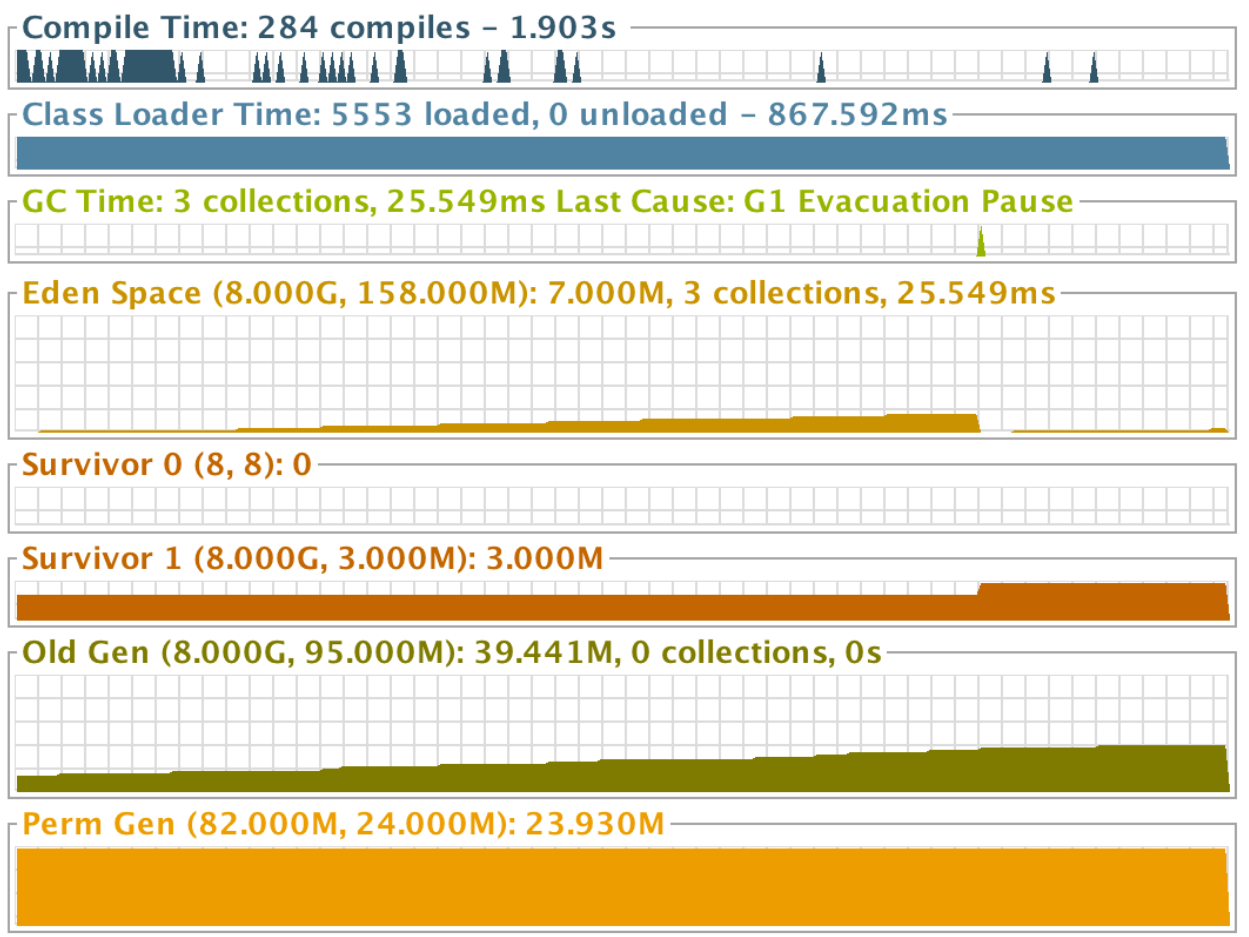 Compile Time: 284 compiles – 1.903s
Class Loader Time: 5553 loaded, 0 unloaded – 867.592ms
GC Time: 3 collections, 25.549ms Last Cause: G1 Evacuation Pause
Eden Space (8.000G, 158.000M): 7.000M, 3 collections, 25.549ms
Survivor 0 (8, 8): 0
Survivor 1 (8.000G, 3.000M): 3.000M
Old Gen (8.000G, 95.000M): 39.441M, 0 collections, 0s
Perm Gen (82.000M, 24.000M): 23.930M